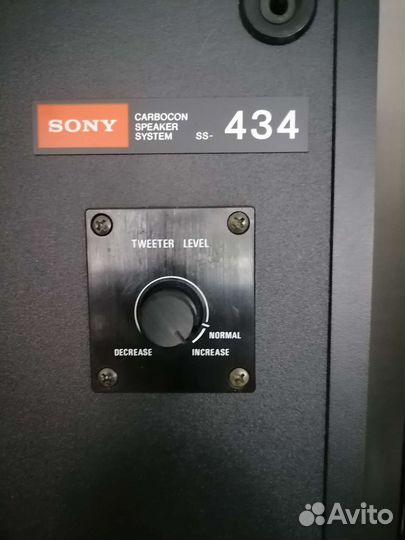 SONY
CARBOCON
SPEAKER
SYSTEM SS- 434
TWEETER LEVEL
NORMAL
DECREASE INCREASE
Avito